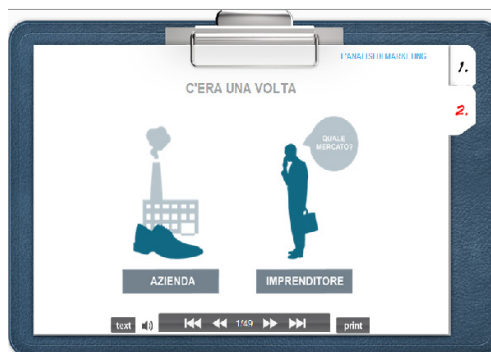 L'ANALISI DI MARKETING
1.
C'ERA UNA VOLTA
2.
QUALE
MERCATO?
AZIENDA
IMPRENDITORE
text
1/49
print